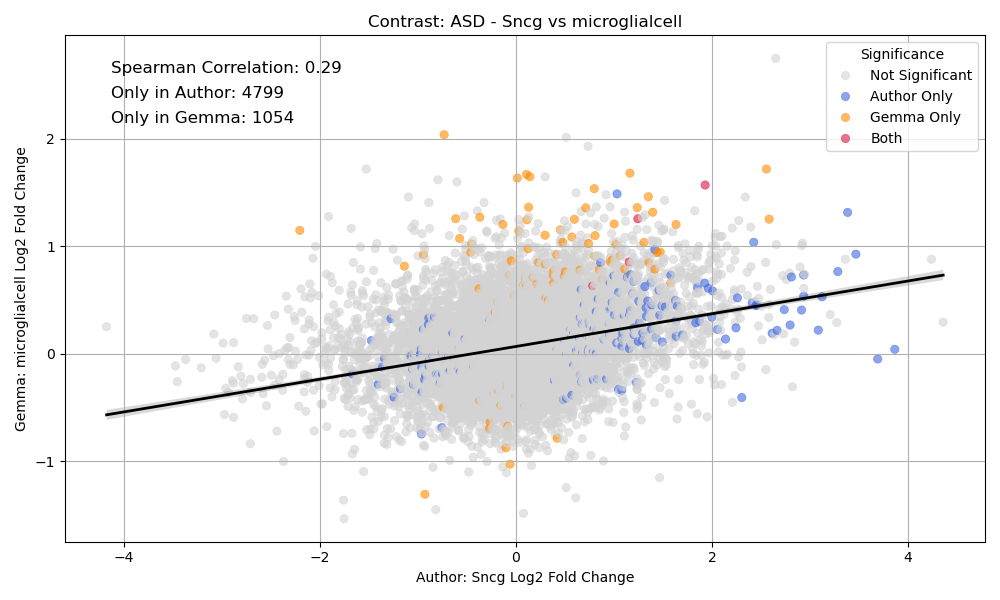 Contrast: ASD - Sncg vs microglialcell
Spearman Correlation: 0.29
Only in Author: 4799
Only in Gemma: 1054
Significance
Not Significant
Author Only
Gemma Only
Both
Gemma: microglialcell Log2 Fold Change
2
1
0
−1
−4
−2
0
2
4
Author: Sncg Log2 Fold Change